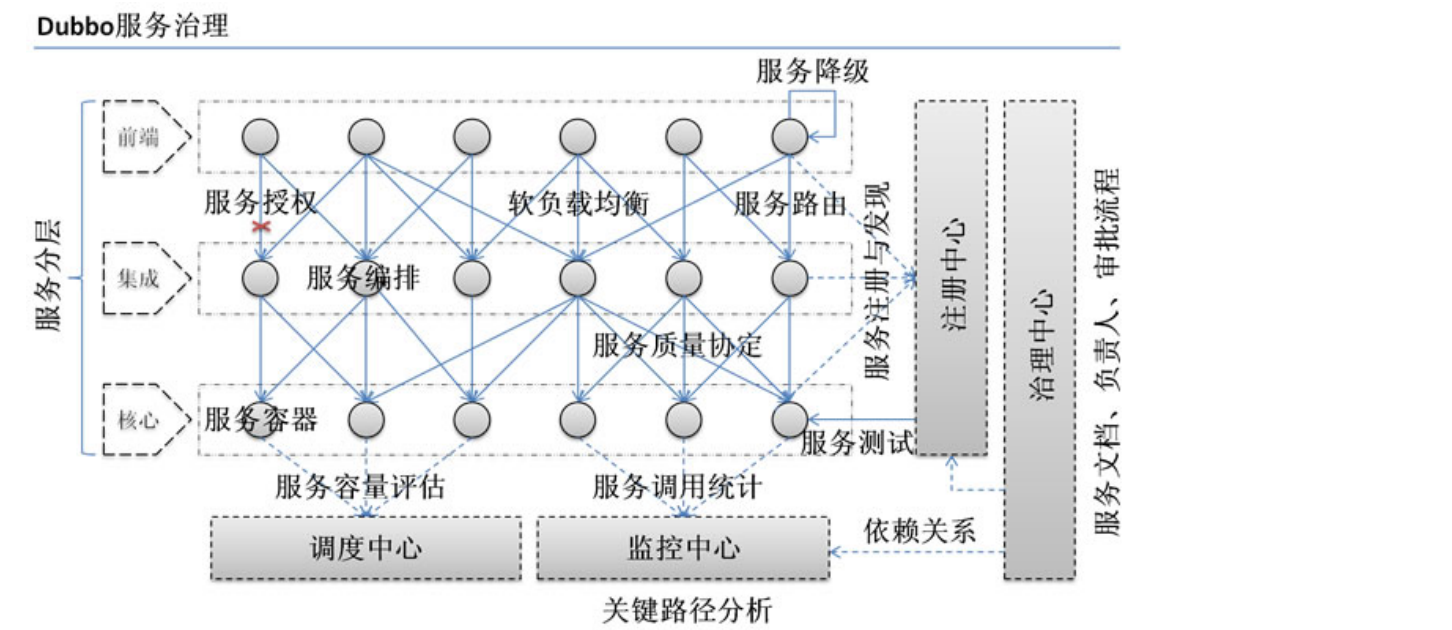 Dubbo服务治理
服务降级
前端
服务授权
软负载均衡
服务路由
服务分层
集成
服务编排
服务注册与发现
注册中心
治理中心
服务文档、负责人、审批流程
服务质量协定
核心
服务容器
服务测试
服务容量评估
服务调用统计
调度中心
监控中心
依赖关系
关键路径分析